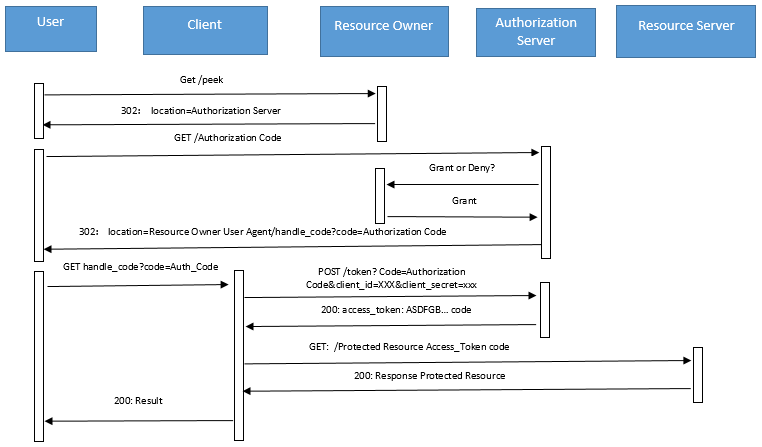 User
Client
Resource Owner
Authorization
Server
Resource Server
Get /peek
302: location=Authorization Server
GET /Authorization Code
Grant or Deny?
Grant
302: location=Resource Owner User Agent/handle_code?code=Authorization Code
GET handle_code?code=Auth_Code
POST /token? Code=Authorization
Code&client_id=XXX&client_secret=xxx
200: access_token: ASDFGB... code
GET: /Protected Resource Access_Token code
200: Response Protected Resource
200: Result